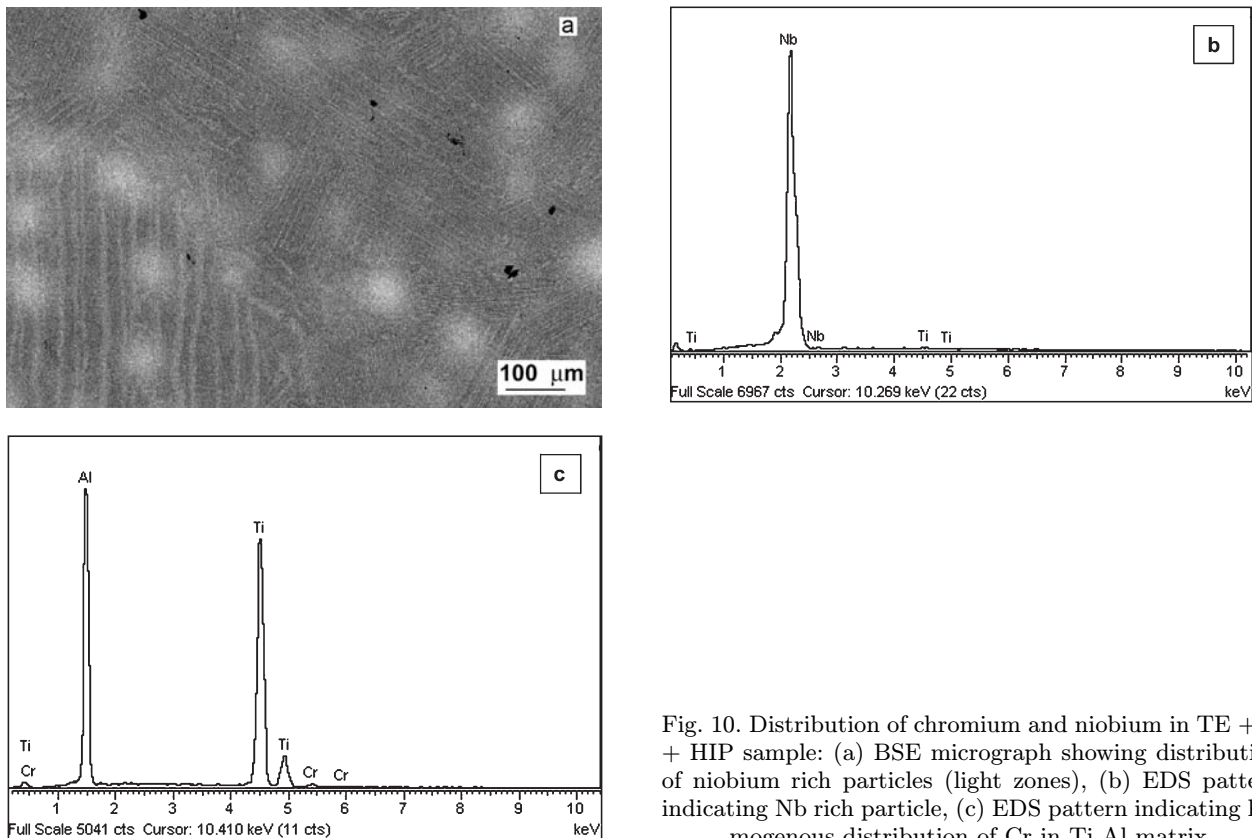 a
100 μm
b
Nb
Ti
Nb
Ti
Ti
1 2 3 4 5 6 7 8 9 10
Full Scale 6967 cts Cursor: 10.269 keV (22 cts)
keV
c
Al
Ti
Ti
Ti
Cr
Cr
Cr
1 2 3 4 5 6 7 8 9 10
Full Scale 5041 cts Cursor: 10.410 keV (11 cts)
keV
Fig. 10. Distribution of chromium and niobium in TE +
+ HIP sample: (a) BSE micrograph showing
of niobium rich particles (light zones), (b) EDS
indicating Nb rich particle, (c) EDS pattern indicating
mogenous distribution of Cr in Ti-Al matrix.